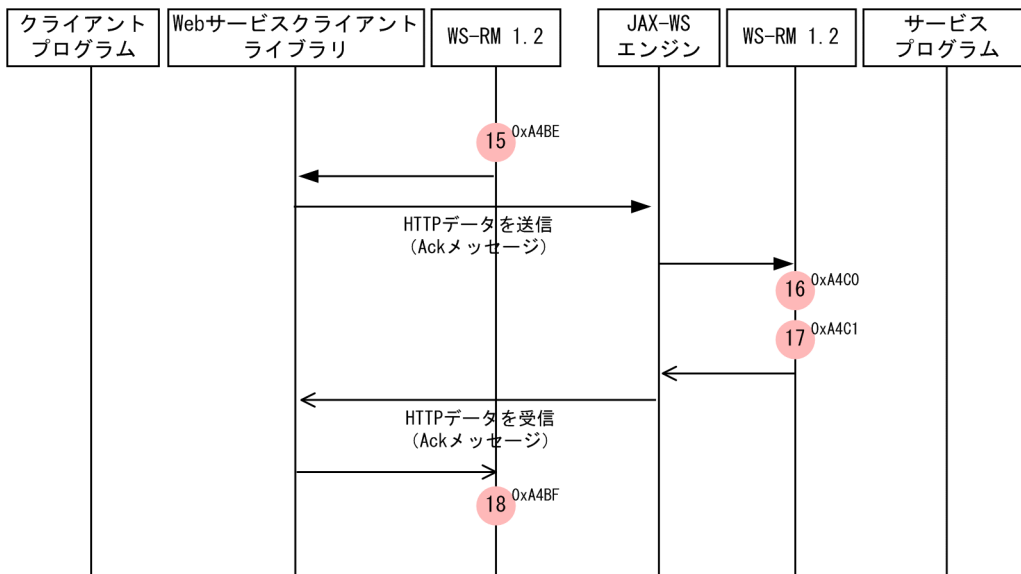 クライアント
プログラム
Webサービスクライアント
ライブラリ
WS-RM 1.2
JAX-WS
エンジン
WS-RM 1.2
サービス
プログラム
15
0xA4BE
HTTPデータを送信
(Ackメッセージ)
16
0xA4C0
17
0xA4C1
HTTPデータを受信
(Ackメッセージ)
18
0xA4BF